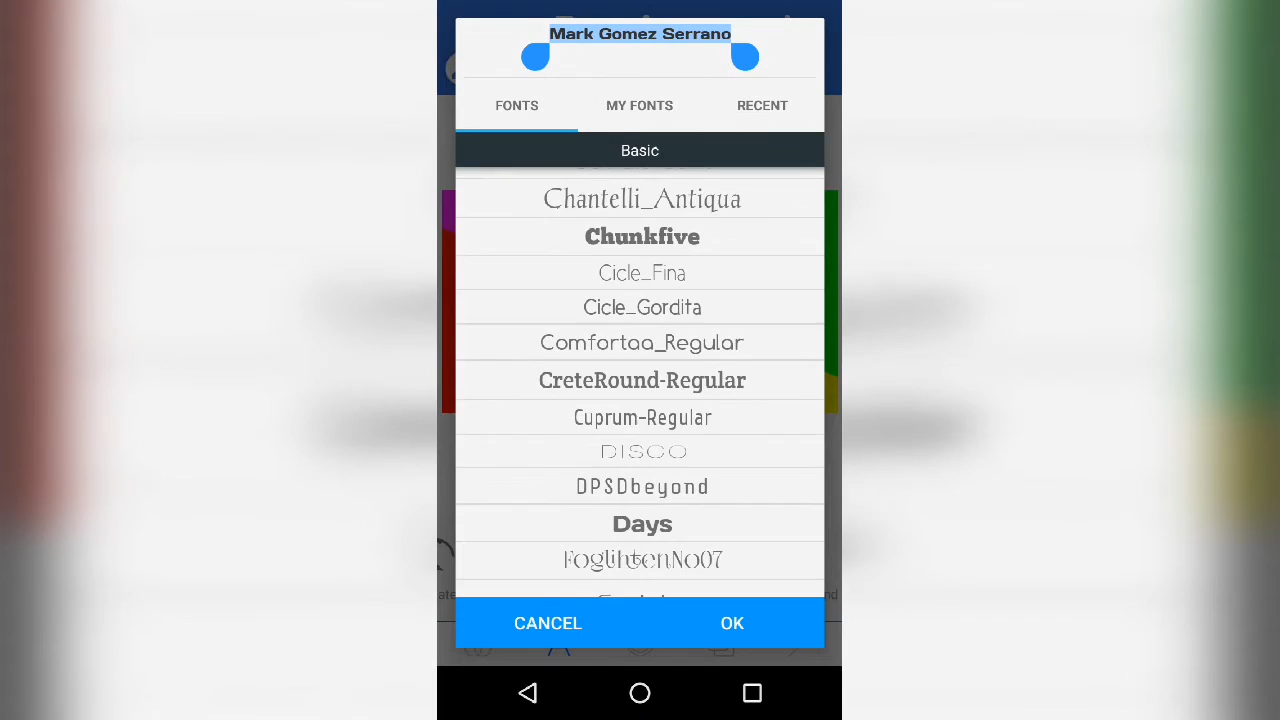 Mark Gomez Serrano
FONTS
MY FONTS
RECENT
Basic
Chantelli_Antiqua
Chunkfive
Cicle_Fina
Cicle_Gordita
Comfortaa_Regular
CreteRound-Regular
Cuprum-Regular
DISCO
DPSDbeyond
Days
FoglihtenNo07
CANCEL
OK